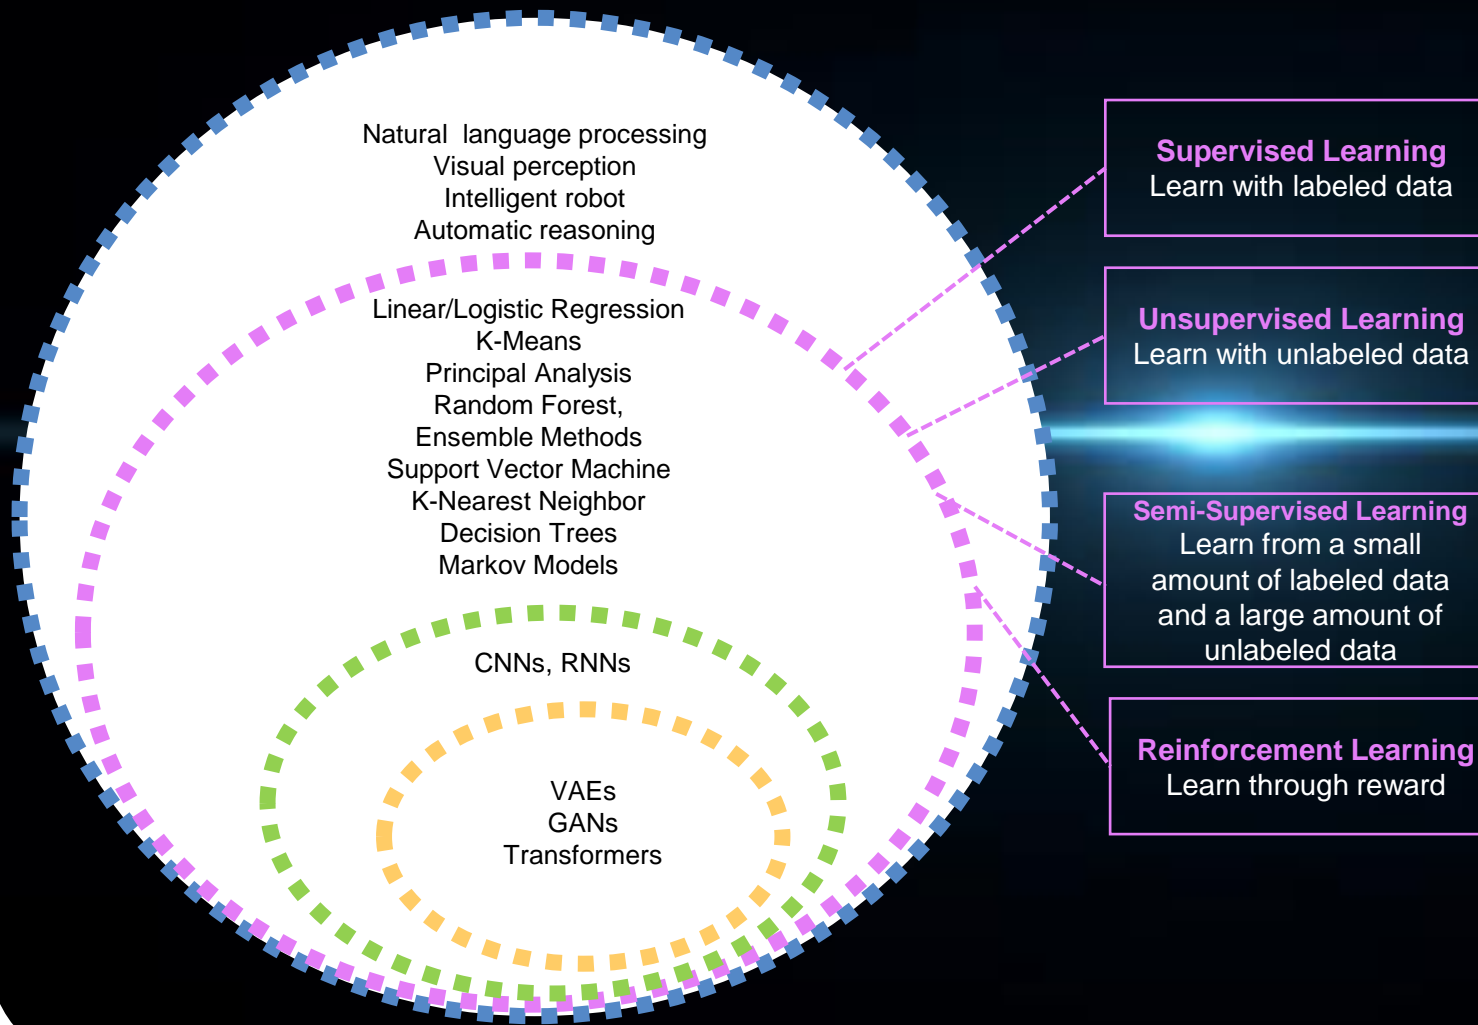 Natural  language processing
Visual perception
Intelligent robot
Automatic reasoning
Linear/Logistic Regression
K-Means
Principal Analysis
Random Forest,
Ensemble Methods
Support Vector Machine
K-Nearest Neighbor
Decision Trees
Markov Models
CNNs, RNNs
VAEs
GANs
Transformers
Supervised Learning
Learn with labeled data
Unsupervised Learning
Learn with unlabeled data
Semi-Supervised Learning
Learn from a small
amount of labeled data
and a large amount of
unlabeled data
Reinforcement Learning
Learn through reward